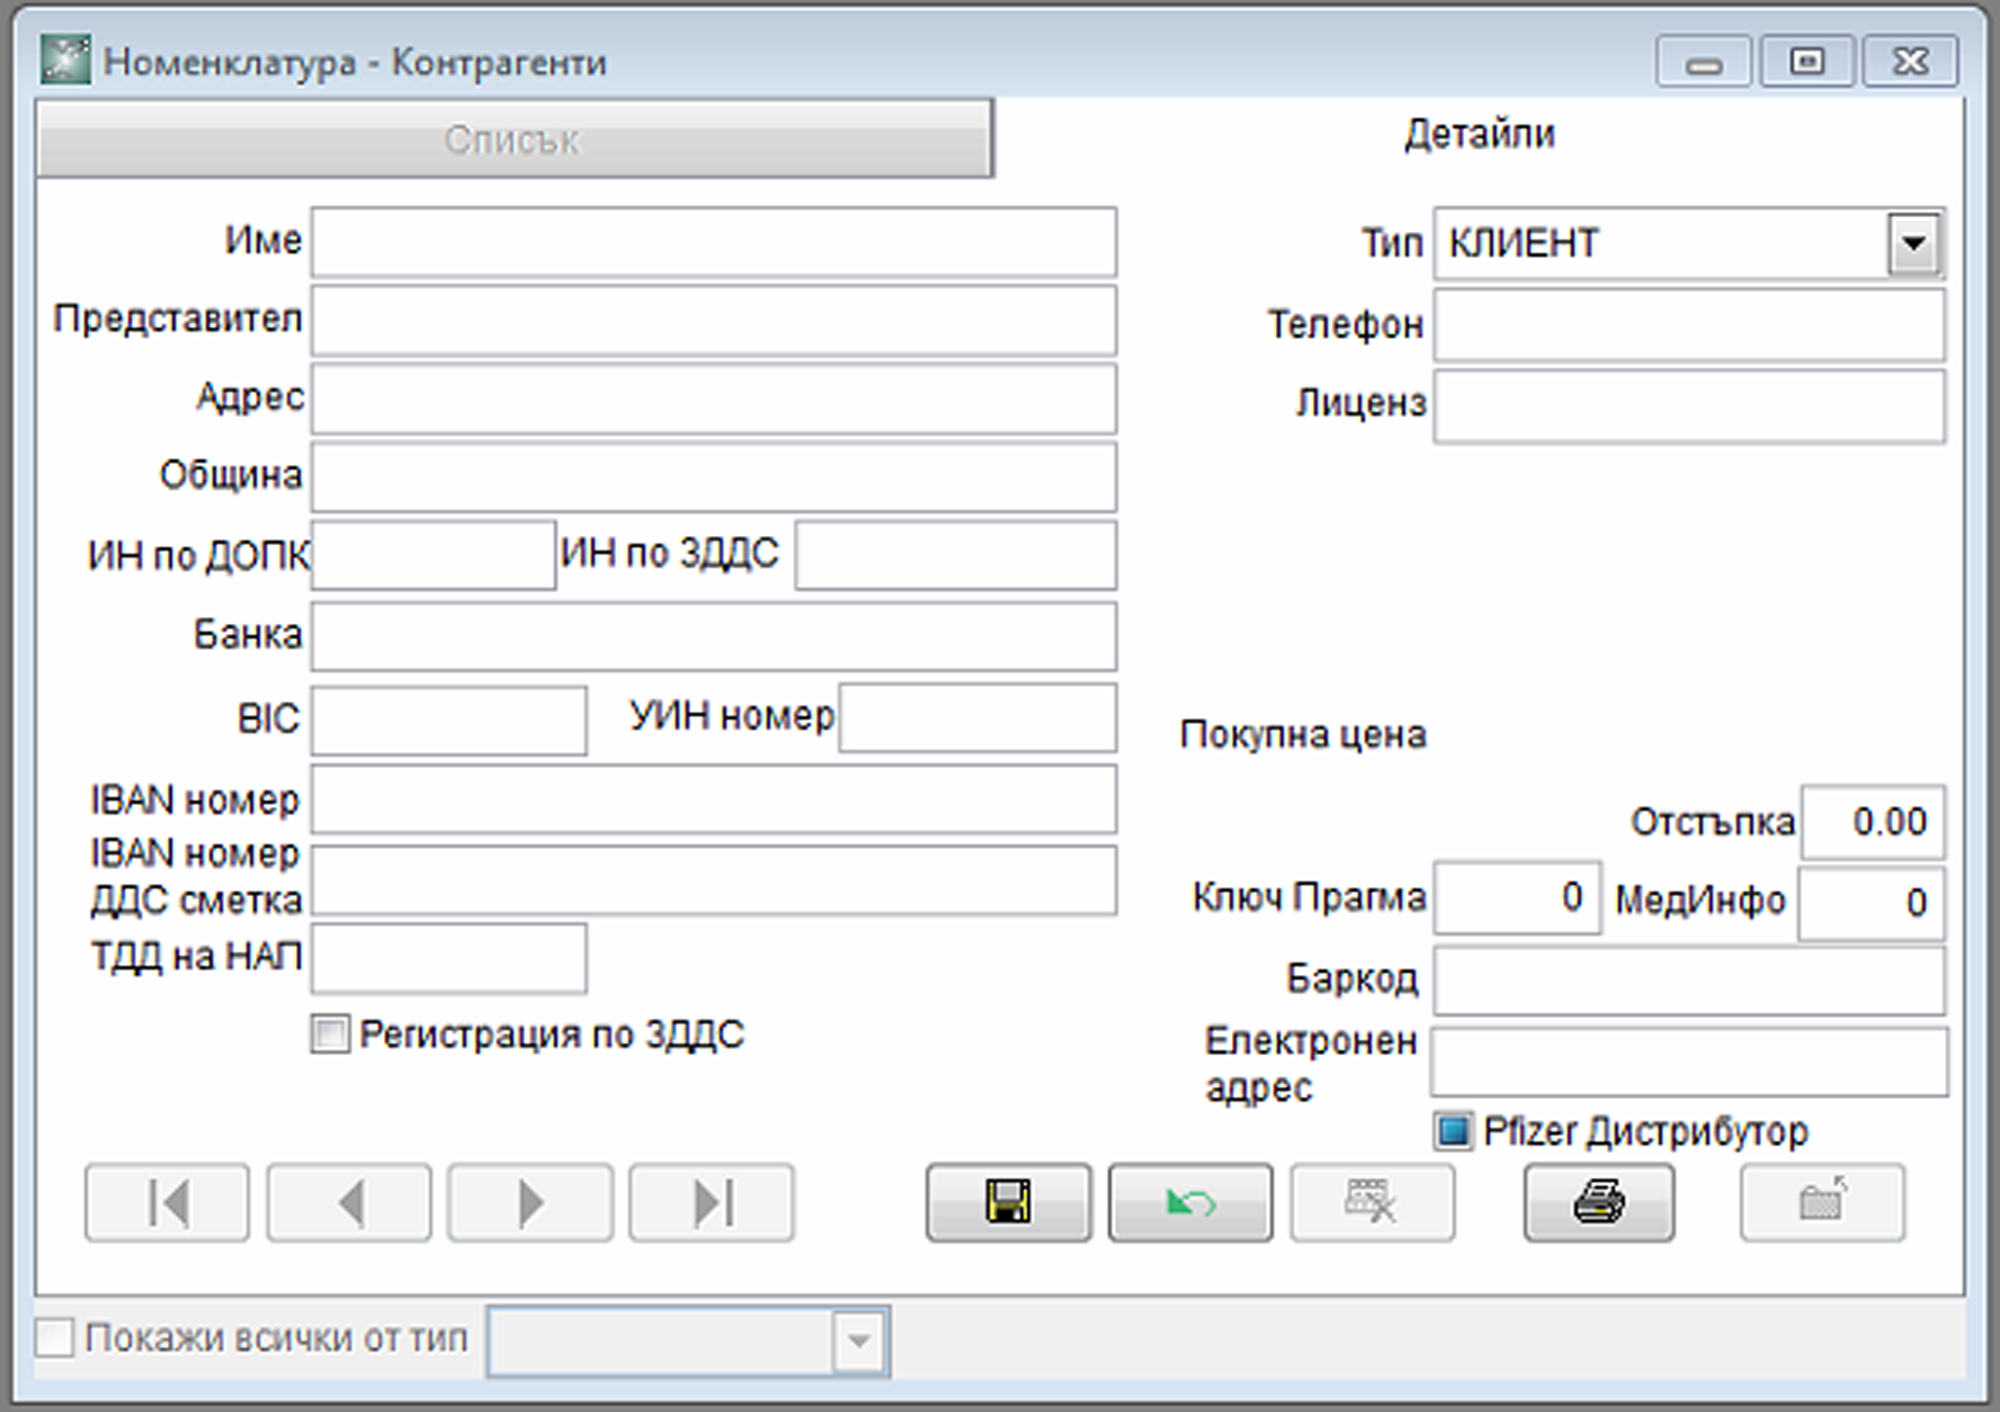 Номенклатура - Контрагенти
Списък
Детайли
Име
Тип КЛИЕНТ
Представител
Телефон
Адрес
Лиценз
Община
ИН по ДОПК ИН по ЗДДС
Банка
BIC УИН номер
Покупна цена
IBAN номер
Отстъпка 0.00
IBAN номер
ДДС сметка
Ключ Прагма 0 МедИнфо 0
ТДД на НАП
Баркод
Регистрация по ЗДДС
Електронен
адрес
Pfizer Дистрибутор
Покажи всички от тип